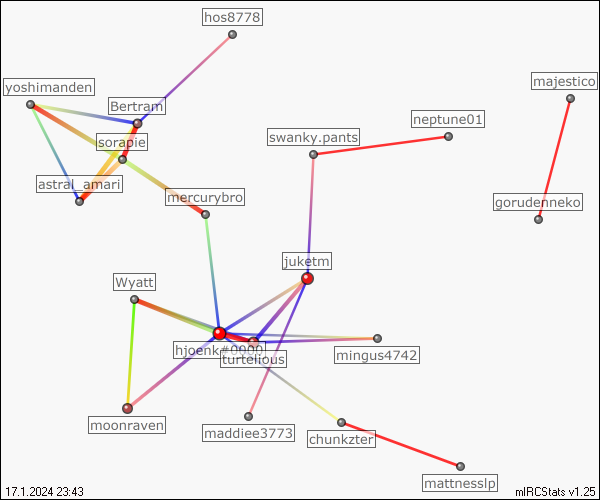 hos8778
majestico
yoshimanden
Bertram
neptune01
swanky.pants
sorapie
astral_amari
mercurybro
gorudenneko
juketm
Wyatt
hjoenk#0000
turtelious
mingus4742
moonraven
maddiee3773
chunkzter
mattnesslp
17.1.2024 23:43
mIRCStats v1.25